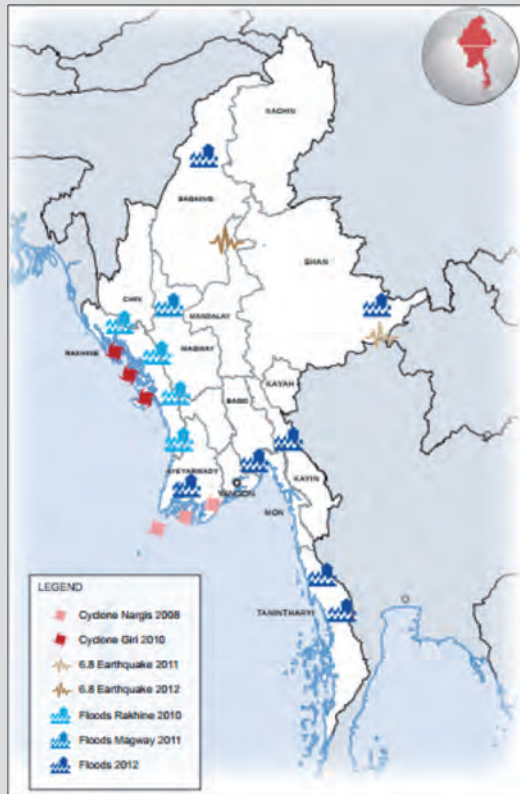 KACHIN
SAGAING
SHAN
CHIN
MANDALAY
RAKHINE
MAGWAY
KAYAH
BAGO
AYEYARWADY
YANGON
KAYIN
MON
TANINTHARYI
LEGEND
Cyclone Nargis 2008
Cyclone Giri 2010
6.8 Earthquake 2011
6.8 Earthquake 2012
Floods Rakhine 2010
Floods Magway 2011
Floods 2012